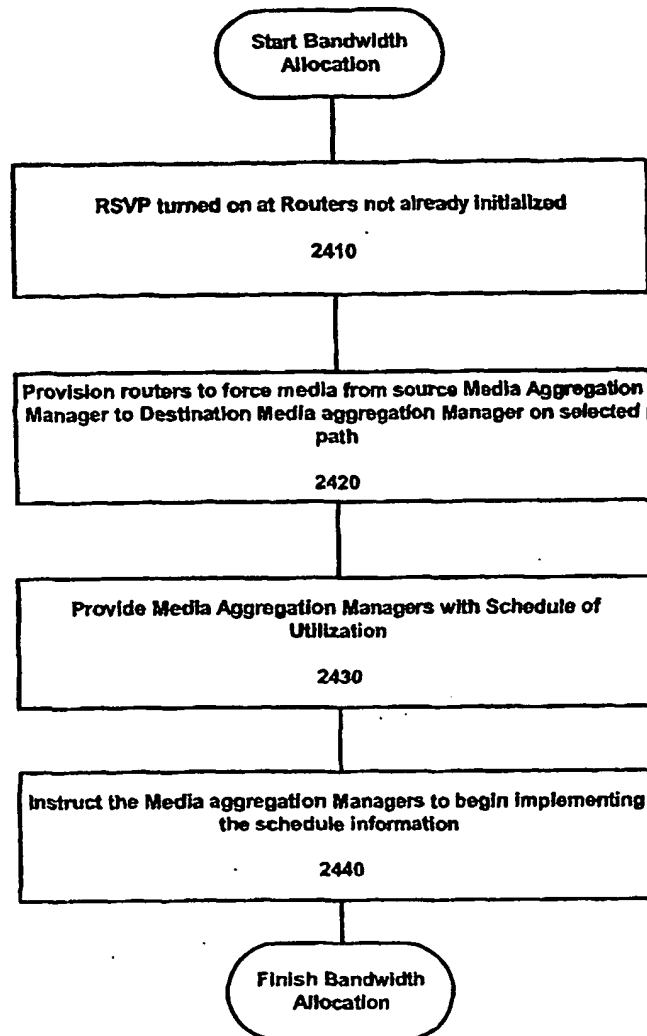 Start Bandwidth
Allocation
RSVP turned on at Routers not already initialized
2410
Provision routers to force media from source Media Aggregation
Manager to Destination Media aggregation Manager on selected
path
2420
Provide Media Aggregation Managers with Schedule of
Utilization
2430
Instruct the Media aggregation Managers to begin implementing
the schedule information
2440
Finish Bandwidth
Allocation